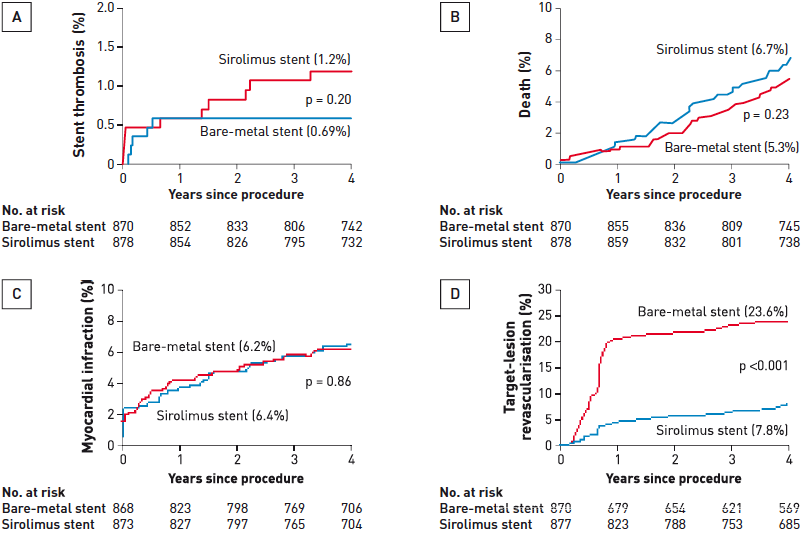 A
Stent thrombosis (%)
2.0
1.5
1.0
0.5
0
Sirolimus stent (1.2%)
p = 0.20
Bare-metal stent (0.69%)
0 1 2 3 4
Years since procedure
No. at risk
Bare-metal stent 870 852 833 806 742
Sirolimus stent 878 854 826 795 732
B
Death (%)
10
8
6
4
2
0
Sirolimus stent (6.7%)
p = 0.23
Bare-metal stent (5.3%)
0 1 2 3 4
Years since procedure
No. at risk
Bare-metal stent 870 855 836 809 745
Sirolimus stent 878 859 832 801 738
C
Myocardial infraction (%)
10
8
6
4
2
0
Bare-metal stent (6.2%)
p = 0.86
Sirolimus stent (6.4%)
0 1 2 3 4
Years since procedure
No. at risk
Bare-metal stent 868 823 798 769 706
Sirolimus stent 873 827 797 765 704
D
Target-lesion
revascularisation (%)
30
25
20
15
10
5
0
Bare-metal stent (23.6%)
p <0.001
Sirolimus stent (7.8%)
0 1 2 3 4
Years since procedure
No. at risk
Bare-metal stent 870 679 654 621 569
Sirolimus stent 877 823 788 753 685